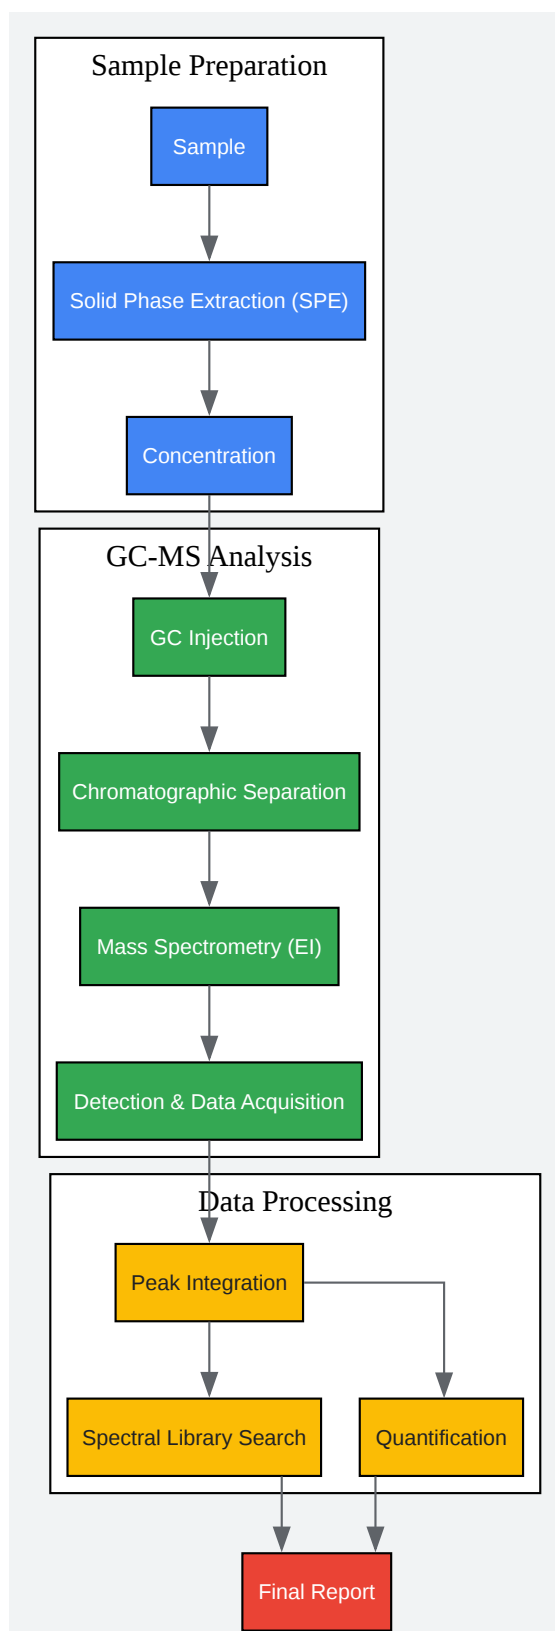 Sample Preparation
Sample
Solid Phase Extraction (SPE)
Concentration
GC-MS Analysis
GC Injection
Chromatographic Separation
Mass Spectrometry (EI)
Detection & Data Acquisition
Data Processing
Peak Integration
Spectral Library Search
Quantification
Final Report